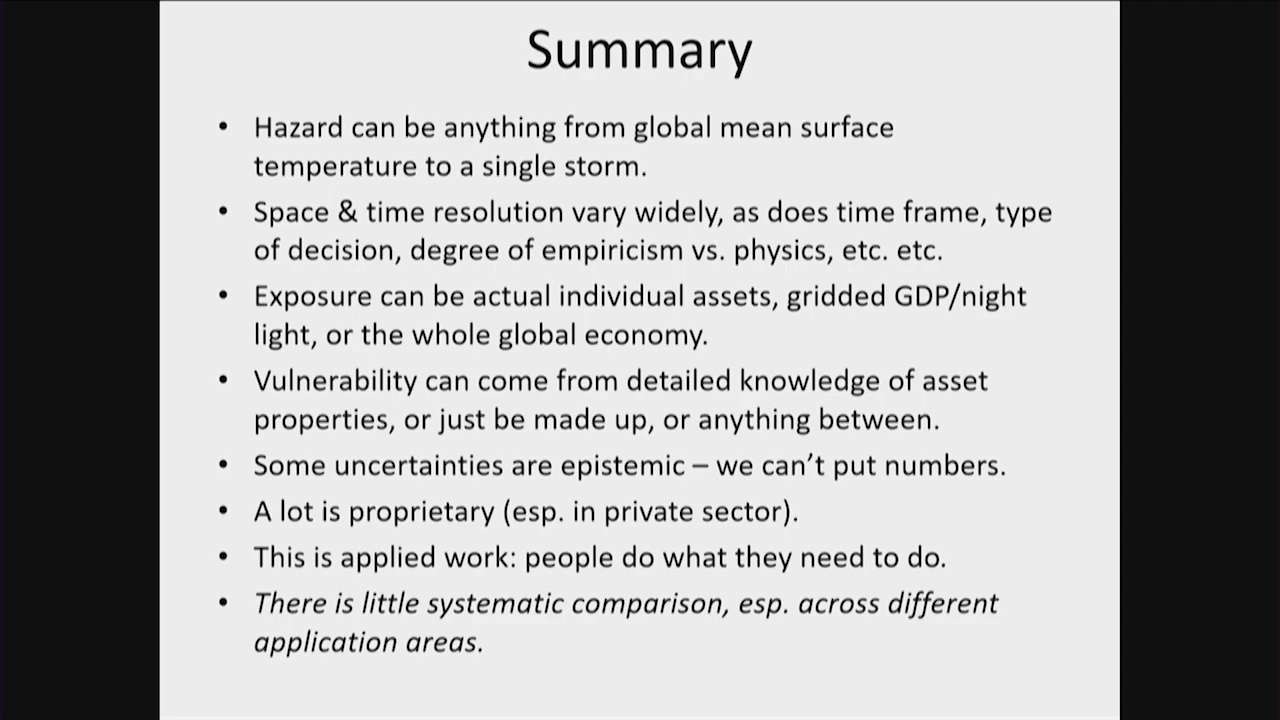 Summary
• Hazard can be anything from global mean surface
temperature to a single storm.
• Space & time resolution vary widely, as does time frame, type
of decision, degree of empiricism vs. physics, etc. etc.
• Exposure can be actual individual assets, gridded GDP/night
light, or the whole global economy.
• Vulnerability can come from detailed knowledge of asset
properties, or just be made up, or anything between.
• Some uncertainties are epistemic – we can’t put numbers.
• A lot is proprietary (esp. in private sector).
• This is applied work: people do what they need to do.
• There is little systematic comparison, esp. across different
application areas.